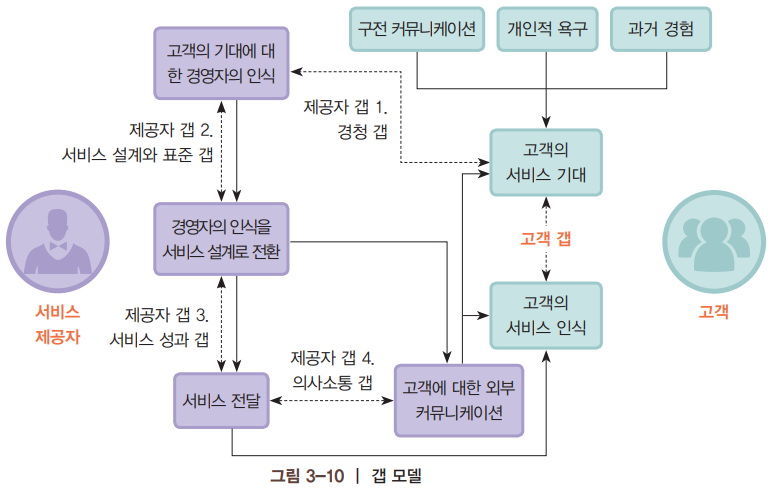 구전 커뮤니케이션
개인적 욕구
과거 경험
고객의 기대에 대
한 경영자의 인식
제공자 갭 1.
경청 갭
제공자 갭 2.
서비스 설계와 표준 갭
고객의
서비스 기대
경영자의 인식을
서비스 설계로 전환
고객 갭
서비스
제공자
고객
고객의
서비스 인식
제공자 갭 3.
서비스 성과 갭
제공자 갭 4.
의사소통 갭
서비스 전달
고객에 대한 외부
커뮤니케이션
그림 3-10 | 갭 모델